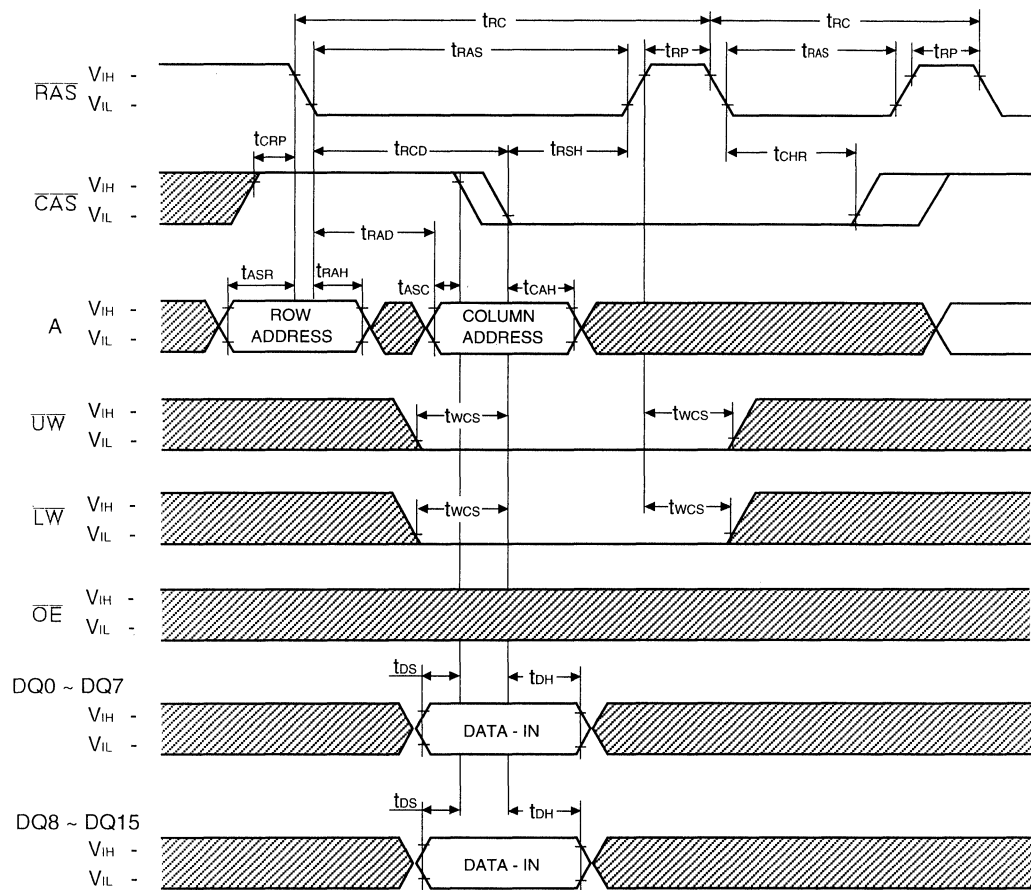 tRC tRC
tRAS tRP tRAS tRP
RAS VIH -
VIL -
tCRP tRCD tRSH tCHR
CAS VIH -
VIL -
tRAD
tASR tRAH tASC tCAH
A VIH -
VIL -
ROW ADDRESS
COLUMN ADDRESS
UW VIH -
VIL -
tWCS tWCS
LW VIH -
VIL -
tWCS tWCS
OE VIH -
VIL -
tDS tDH
DQ0 ~ DQ7
VIH -
VIL -
DATA - IN
tDS tDH
DQ8 ~ DQ15
VIH -
VIL -
DATA - IN